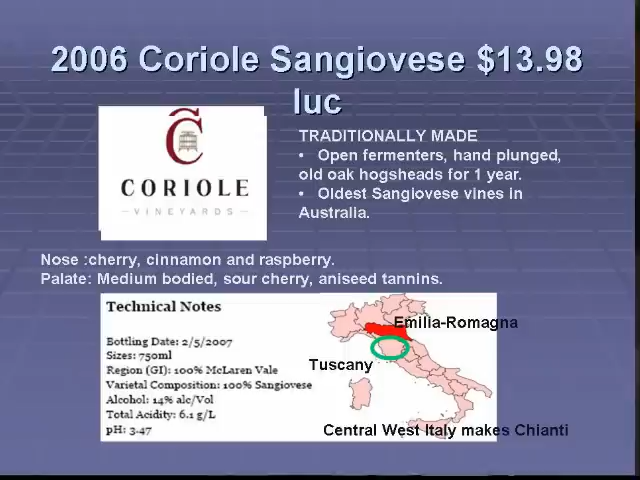 2006 Coriole Sangiovese $13.98
luc
CORIOLE
VINEYARDS
TRADITIONALLY MADE
• Open fermenters, hand plunged,
old oak hogsheads for 1 year.
• Oldest Sangiovese vines in
Australia.
Nose :cherry, cinnamon and raspberry.
Palate: Medium bodied, sour cherry, aniseed tannins.
Technical Notes
Bottling Date: 2/5/2007
Sizes: 750ml
Region (GI): 100% McLaren Vale
Varietal Composition: 100% Sangiovese
Alcohol: 14% alc/Vol
Total Acidity: 6.1 g/L
pH: 3.47
Emilia-Romagna
Tuscany
Central West Italy makes Chianti